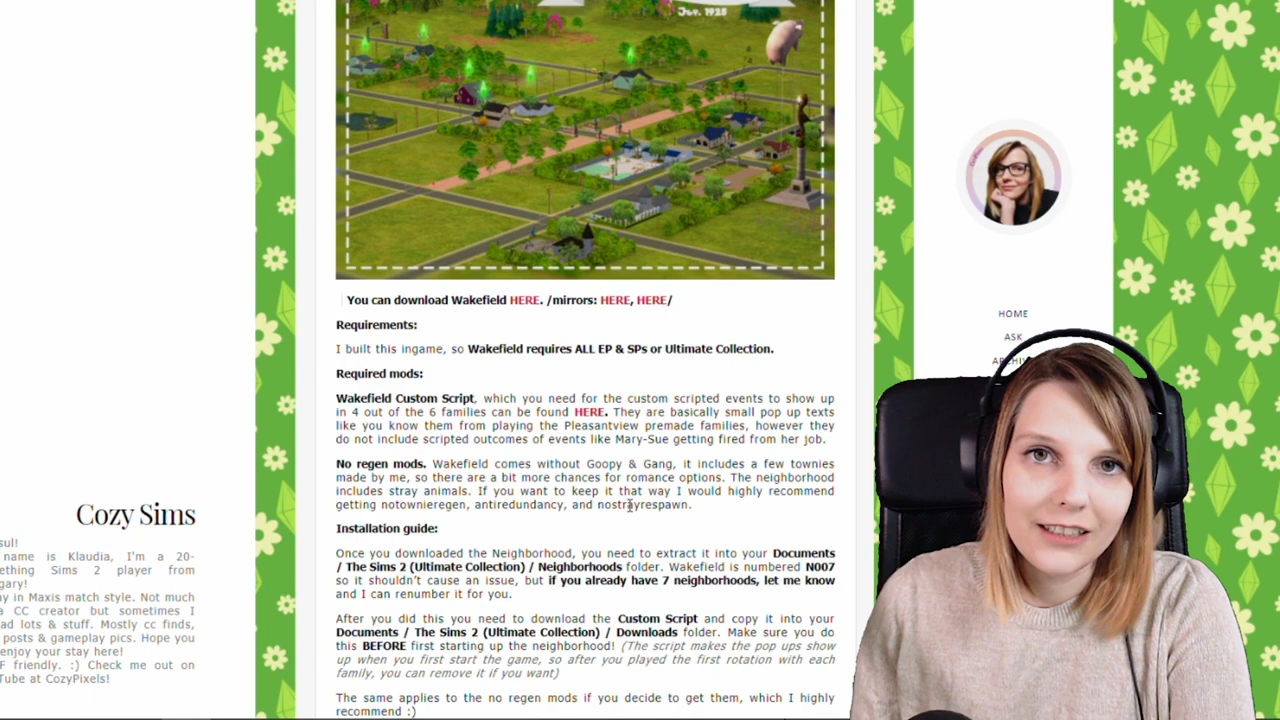 Jev. 1925
You can download Wakefield HERE. /mirrors: HERE, HERE/
Requirements:
I built this ingame, so Wakefield requires ALL EP & SPs or Ultimate Collection.
Required mods:
Wakefield Custom Script, which you need for the custom scripted events to show up
in 4 out of the 6 families can be found HERE. They are basically small pop up texts
like you know them from playing the Pleasantview premade families, however they
do not include scripted outcomes of events like Mary-Sue getting fired from her job.
No regen mods. Wakefield comes without Goopy & Gang, it includes a few townies
made by me, so there are a bit more chances for romance options. The neighborhood
includes stray animals. If you want to keep it that way I would highly recommend
getting notownieregen, antiredundancy, and nostrayrespawn.
Installation guide:
Once you downloaded the Neighborhood, you need to extract it into your Documents
/ The Sims 2 (Ultimate Collection) / Neighborhoods folder. Wakefield is numbered N007
so it shouldn't cause an issue, but if you already have 7 neighborhoods, let me know
and I can renumber it for you.
After you did this you need to download the Custom Script and copy it into your
Documents / The Sims 2 (Ultimate Collection) / Downloads folder. Make sure you do
this BEFORE first starting up the neighborhood! (The script makes the pop ups show
up when you first start the game, so after you played the first rotation with each
family, you can remove it if you want)
The same applies to the no regen mods if you decide to get them, which I highly
recommend :)
Cozy Sims
sul!
name is Klaudia, I'm a 20-
ething Sims 2 player from
gary!
ay in Maxis match style. Not much
a CC creator but sometimes I
ad lots & stuff. Mostly cc finds,
posts & gameplay pics. Hope you
enjoy your stay here!
F friendly. :) Check me out on
Tube at CozyPixels!
HOME
ASK